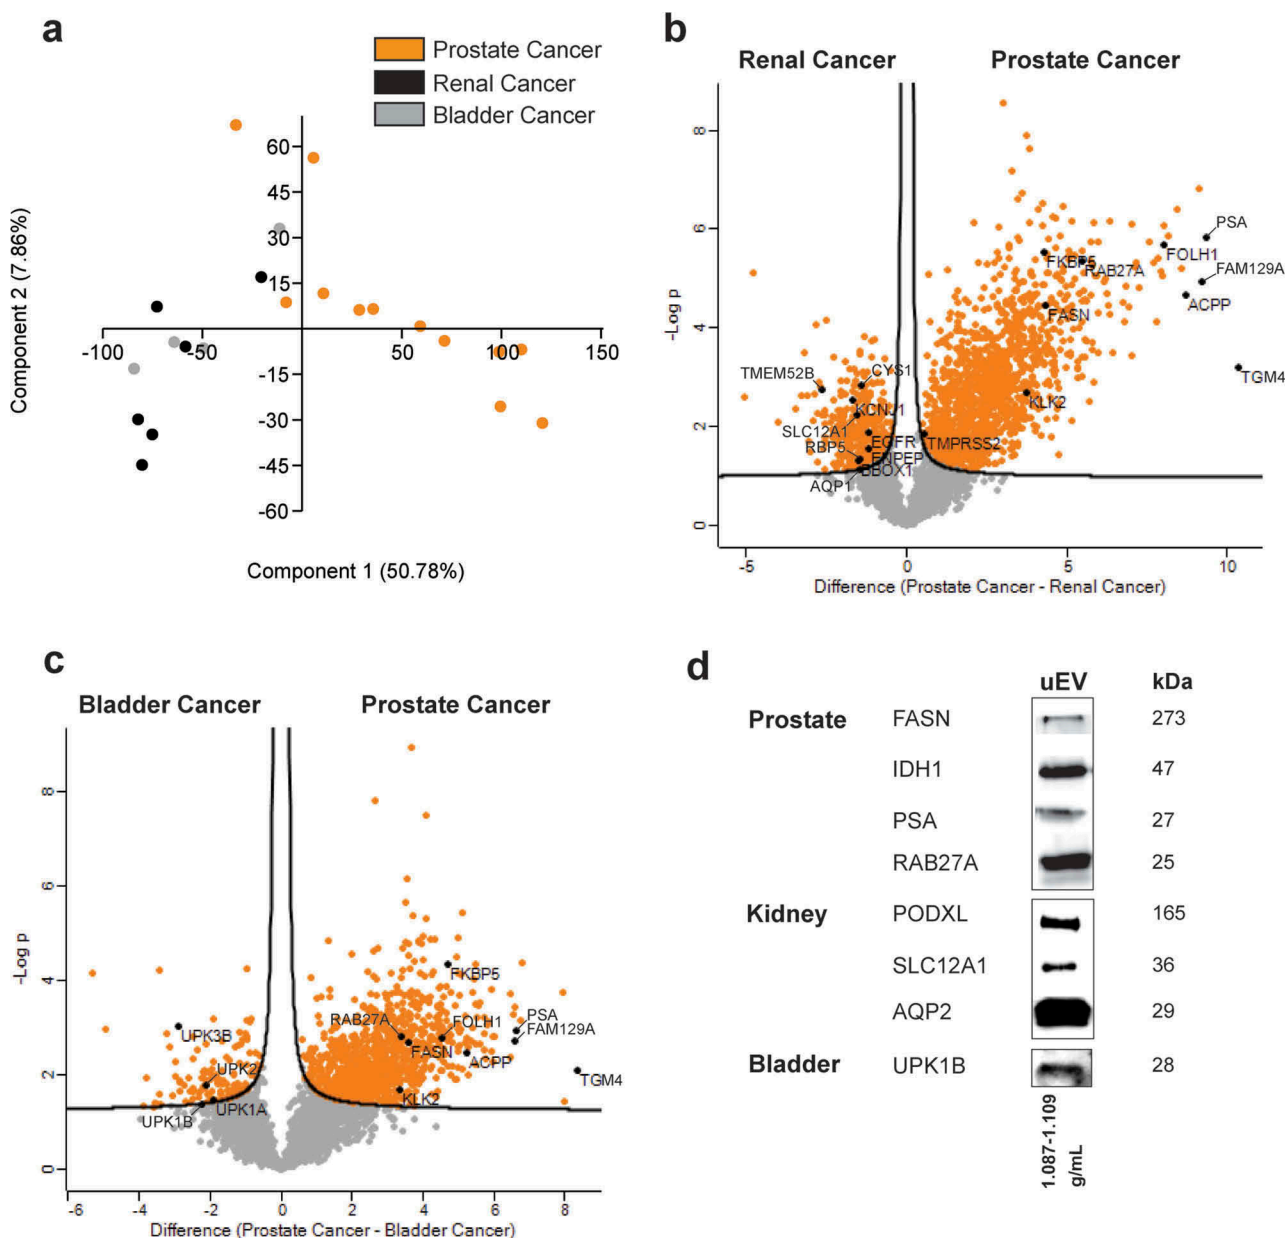 a
Prostate Cancer
Renal Cancer
Bladder Cancer
60
45
30
15
-15
-30
-45
-60
-100
-50
50
100
150
Component 2 (7.86%)
Component 1 (50.78%)
b
Renal Cancer
Prostate Cancer
8
6
4
2
0
-Log p
PSA
FOLH1
FKBP5
RAB27A
FAM129A
ACPP
FASN
TGM4
TMEM52B
CYS1
KCNJ1
KLK2
SLC12A1
EGFR
TMPRSS2
RBP5
ENPEP
BBOX1
AQP1
-5
0
5
10
Difference (Prostate Cancer - Renal Cancer)
c
Bladder Cancer
Prostate Cancer
8
6
4
2
0
-Log p
FKBP5
UPK3B
RAB27A
FOLH1
PSA
FAM129A
FASN
ACPP
UPK2
TGM4
KLK2
UPK1A
UPK1B
-6
-4
-2
0
2
4
6
8
Difference (Prostate Cancer - Bladder Cancer)
d
uEV
kDa
Prostate
FASN
273
IDH1
47
PSA
27
RAB27A
25
Kidney
PODXL
165
SLC12A1
36
AQP2
29
Bladder
UPK1B
28
1.087-1.109
g/mL